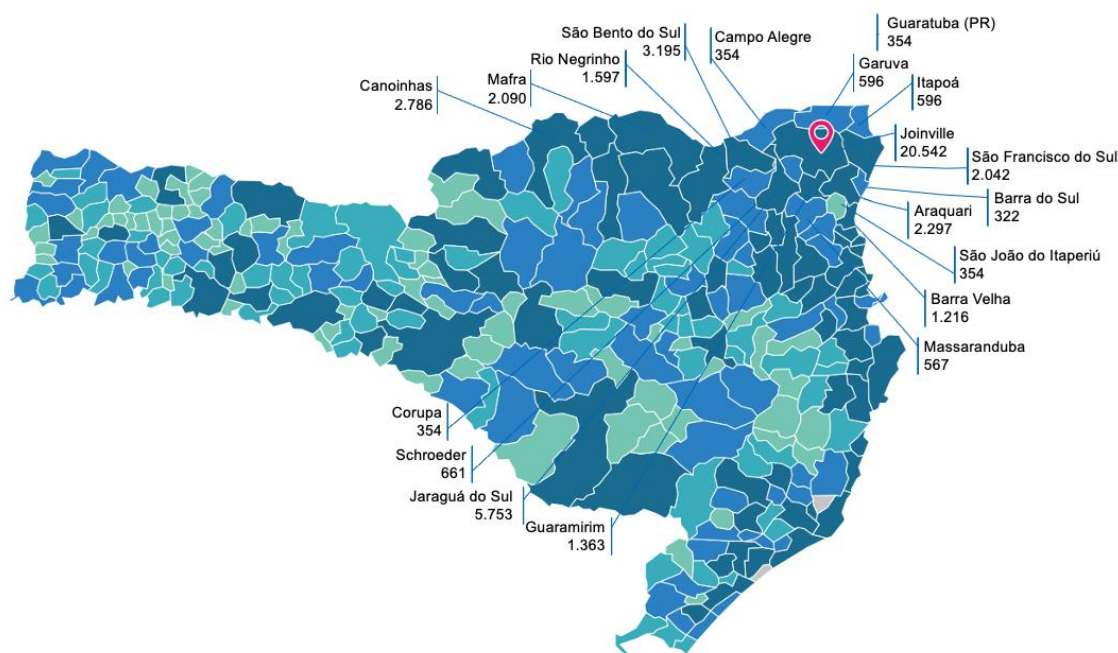 Guaratuba (PR)
354
São Bento do Sul
3.195
Campo Alegre
354
Rio Negrinho
1.597
Garuva
596
Mafra
2.090
Itapoá
596
Canoinhas
2.786
Joinville
20.542
São Francisco do Sul
2.042
Barra do Sul
322
Araquari
2.297
São João do Itaperiú
354
Barra Velha
1.216
Massaranduba
567
Corupa
354
Schroeder
661
Jaraguá do Sul
5.753
Guaramirim
1.363